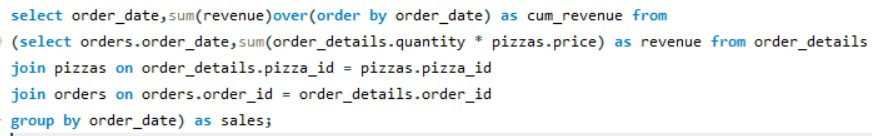 select order_date,sum(revenue)over(order by order_date) as cum_revenue from
(select orders.order_date,sum(order_details.quantity * pizzas.price) as revenue from order_details
join pizzas on order_details.pizza_id = pizzas.pizza_id
join orders on orders.order_id = order_details.order_id
group by order_date) as sales;